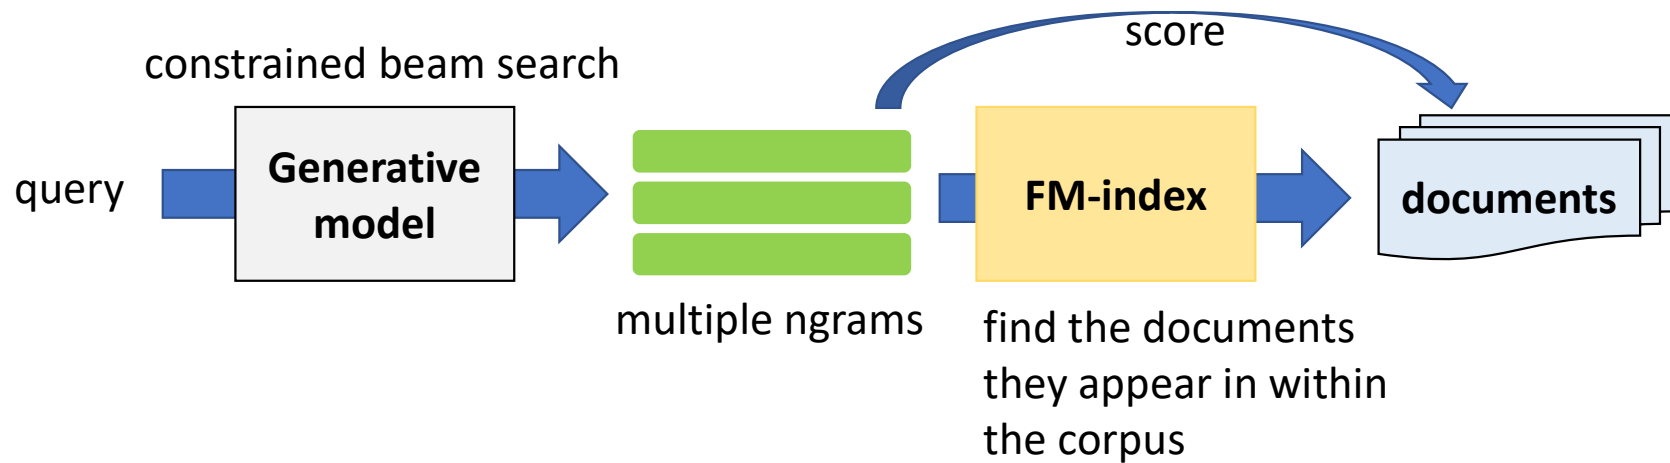 score
constrained beam search
Generative
model
query
FM-index
documents
multiple ngrams
find the documents
they appear in within
the corpus